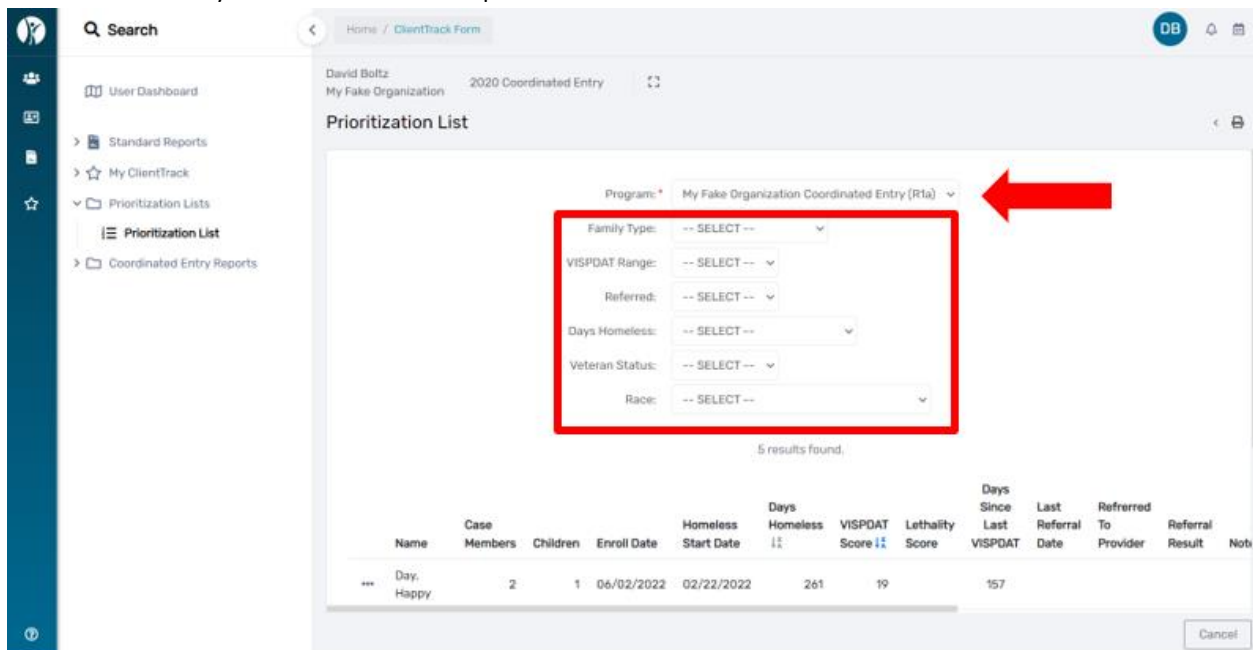 Search
Home / ClientTrack Form
DB
User Dashboard
Standard Reports
My ClientTrack
Prioritization Lists
Prioritization List
Coordinated Entry Reports
David Boltz
My Fake Organization
2020 Coordinated Entry
Prioritization List
Program:* My Fake Organization Coordinated Entry (R1a)
Family Type: -- SELECT --
VISPDAT Range: -- SELECT --
Referred: -- SELECT --
Days Homeless: -- SELECT --
Veteran Status: -- SELECT --
Race: -- SELECT --
5 results found.
Name
Case Members
Children
Enroll Date
Homeless Start Date
Days Homeless
VISPDAT Score
Lethality Score
Days Since Last VISPDAT
Last Referral Date
Refrerred To Provider
Referral Result
Not
Day, Happy 2 1 06/02/2022 02/22/2022 261 19 157
Cancel